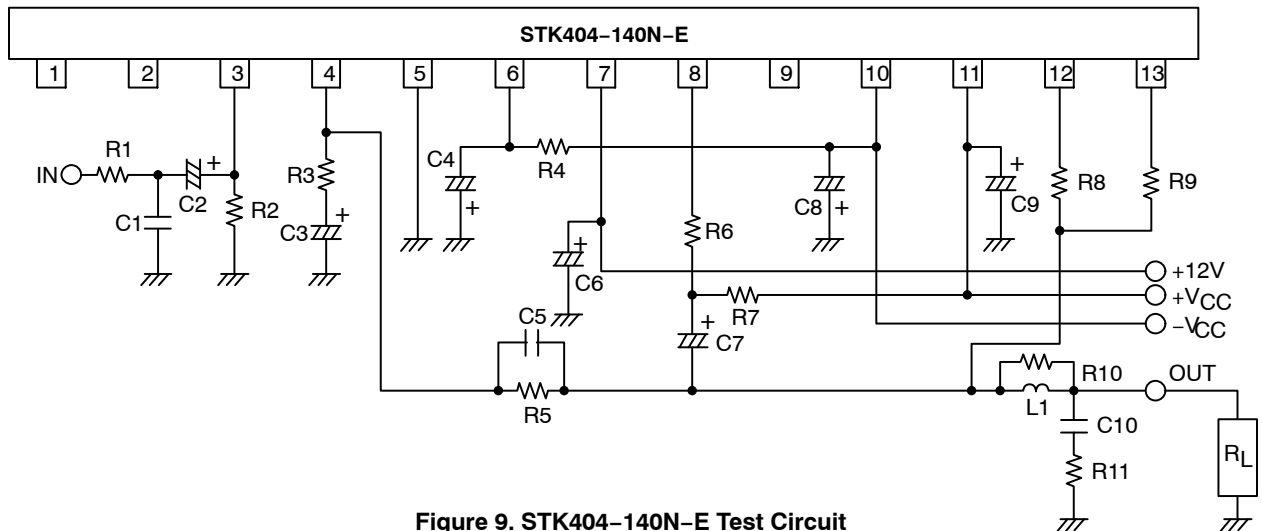 STK404−140N−E
1 2 3 4 5 6 7 8 9 10 11 12 13
IN
R1
C1
C2
+
R2
R3
C3
+
C4
+
R4
C6
+
R6
C8
+
C9
+
R8
R9
+12V
+VCC
−VCC
R7
C7
+
C5
R5
R10
L1
OUT
C10
R11
RL
Figure 9. STK404−140N−E Test Circuit